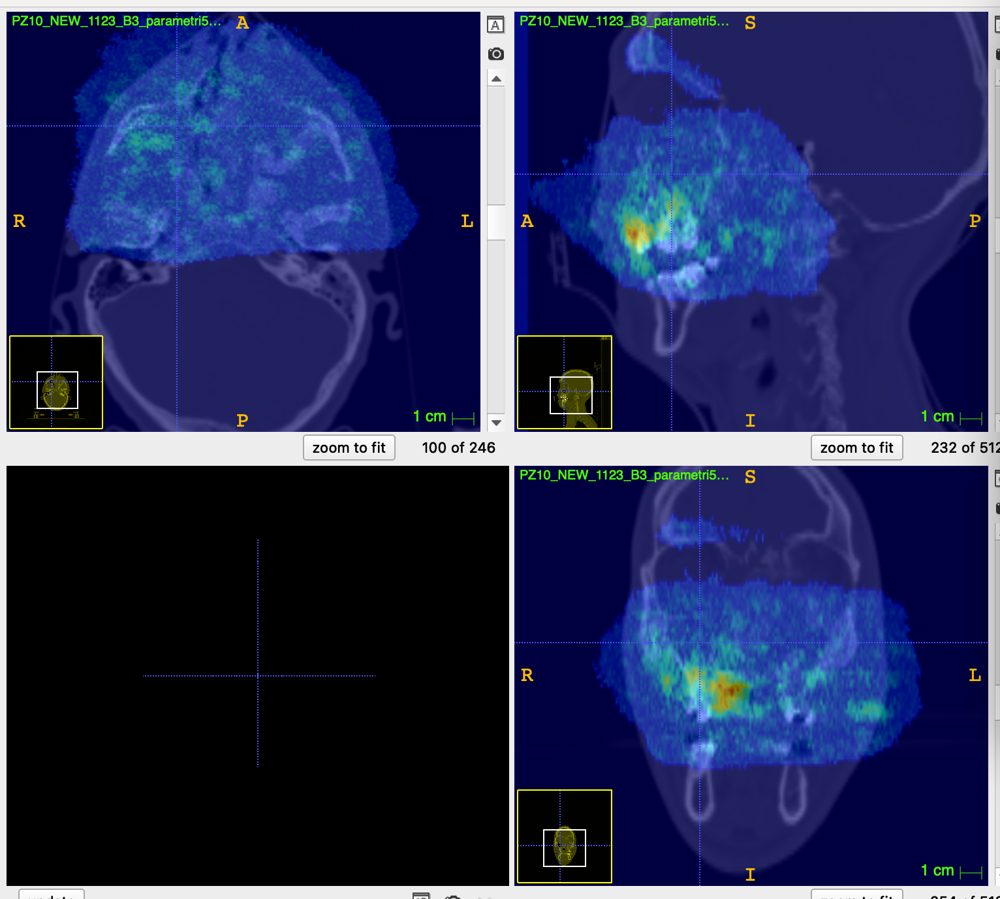 PZ10_NEW_1123_B3_parametri5...
A
A
R
L
P
1 cm
zoom to fit
100 of 246
PZ10_NEW_1123_B3_parametri5...
S
A
P
I
1 cm
zoom to fit
232 of 512
PZ10_NEW_1123_B3_parametri5...
S
R
L
I
1 cm